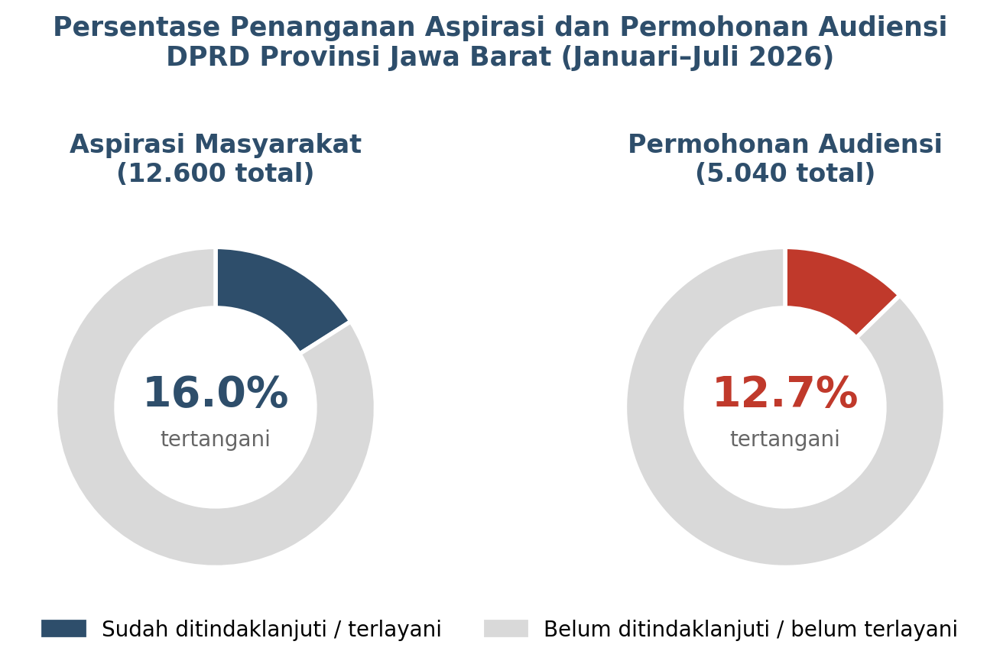 Persentase Penanganan Aspirasi dan Permohonan Audiensi
DPRD Provinsi Jawa Barat (Januari–Juli 2026)
Aspirasi Masyarakat
(12.600 total)
Permohonan Audiensi
(5.040 total)
16.0%
tertangani
12.7%
tertangani
Sudah ditindaklanjuti / terlayani
Belum ditindaklanjuti / belum terlayani